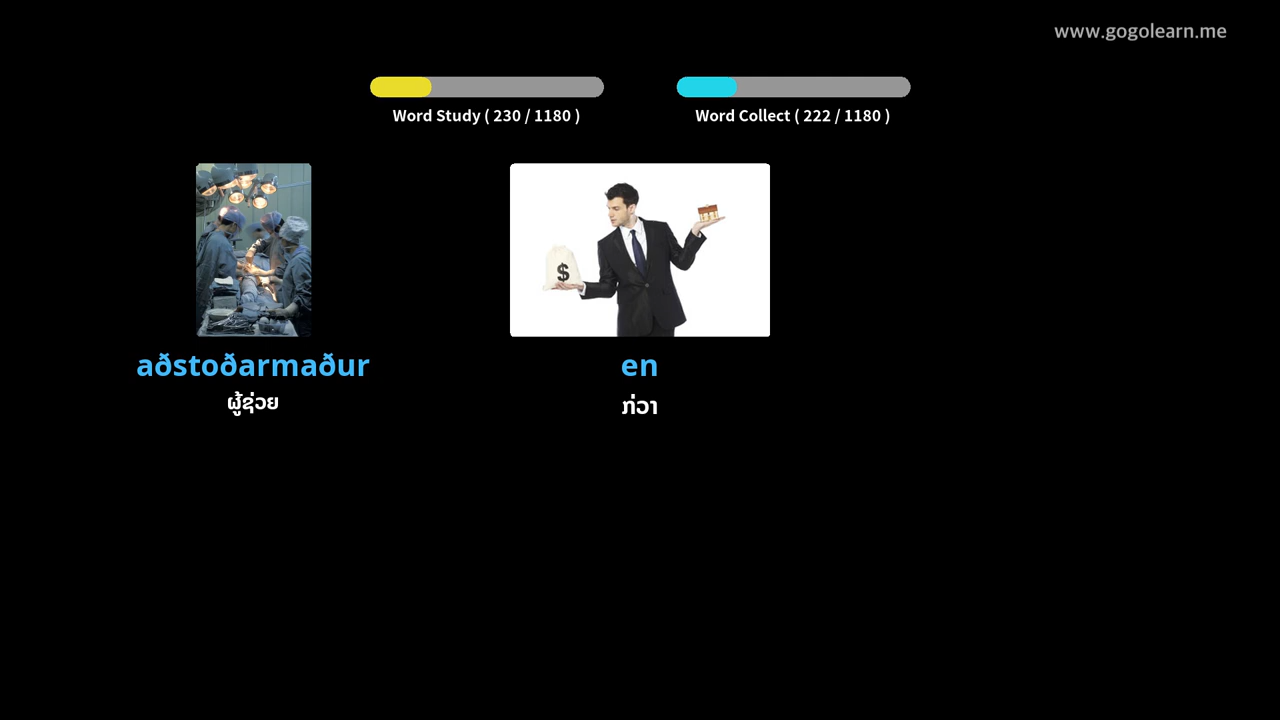 www.gogolearn.me
Word Study ( 230 / 1180 )
Word Collect ( 222 / 1180 )
$
aðstoðarmaður
ຜູ້ຊ່ວຍ
en
ກ່ວາ